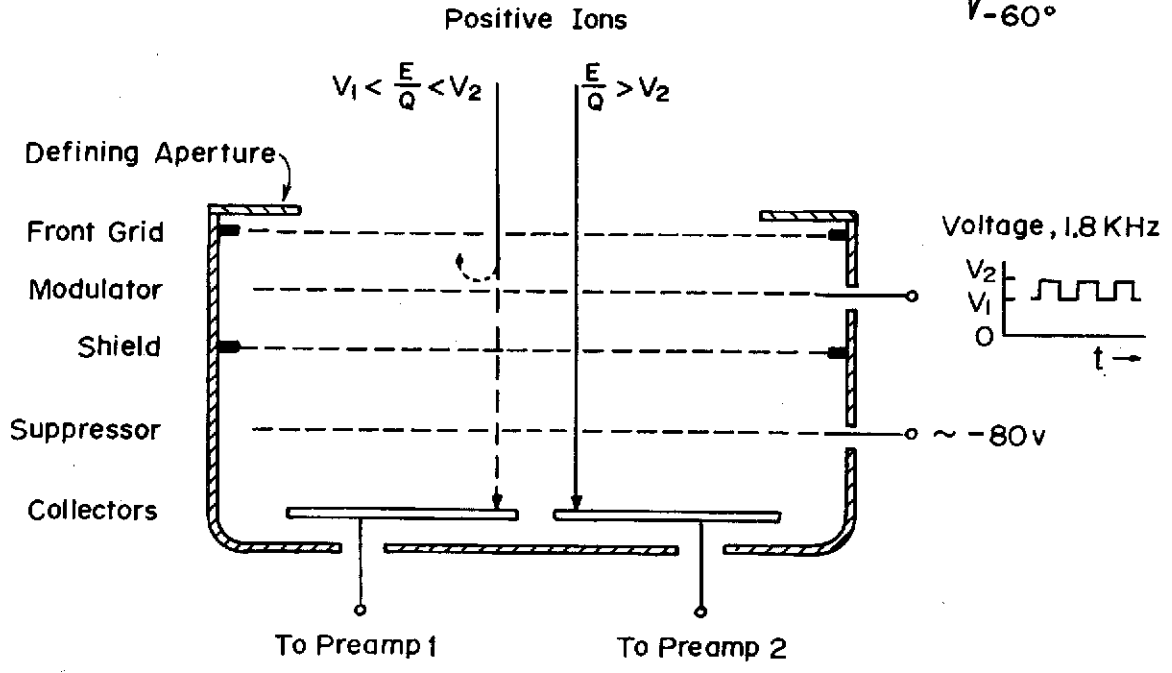 Positive Ions
V-60°
V1 < E/Q < V2
E/Q > V2
Defining Aperture
Front Grid
Modulator
Shield
Suppressor
Collectors
Voltage, 1.8 KHz
V2
V1
0
t →
~ -80v
To Preamp 1
To Preamp 2